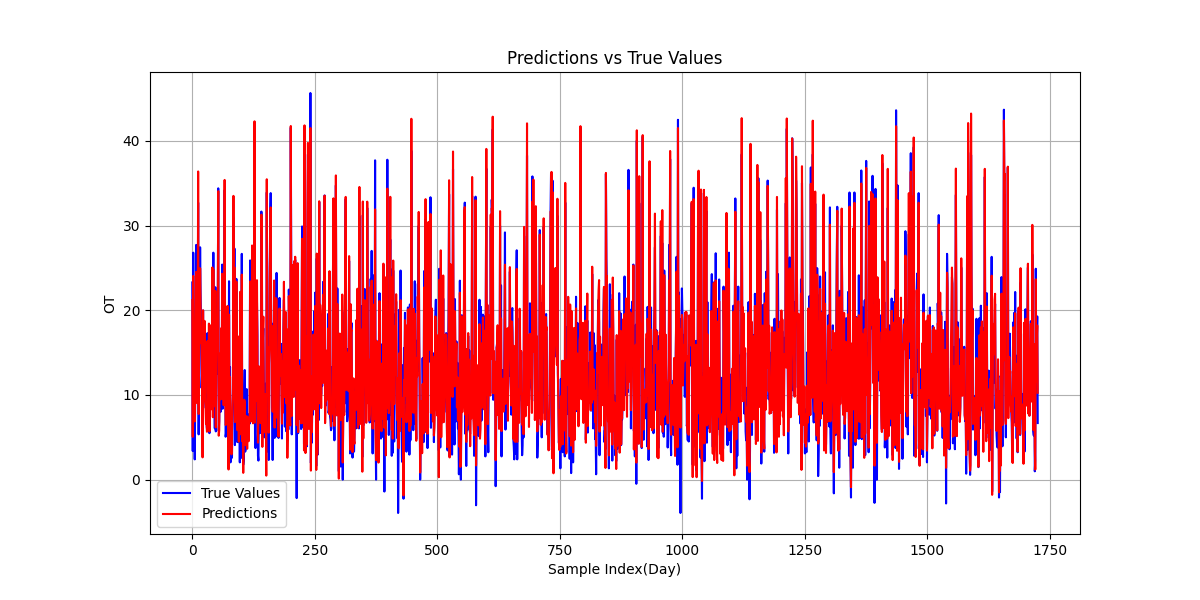 Predictions vs True Values
OT
40
30
20
10
0
True Values
Predictions
0 250 500 750 1000 1250 1500 1750
Sample Index(Day)